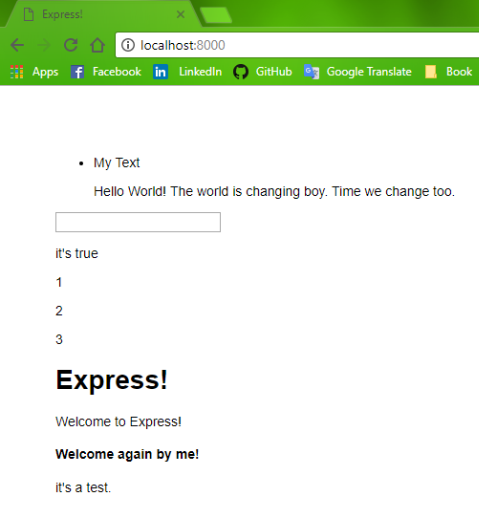 Express!
localhost:8000
Apps Facebook LinkedIn GitHub Google Translate Book
My Text
Hello World! The world is changing boy. Time we change too.
it's true
1
2
3
Express!
Welcome to Express!
Welcome again by me!
it's a test.